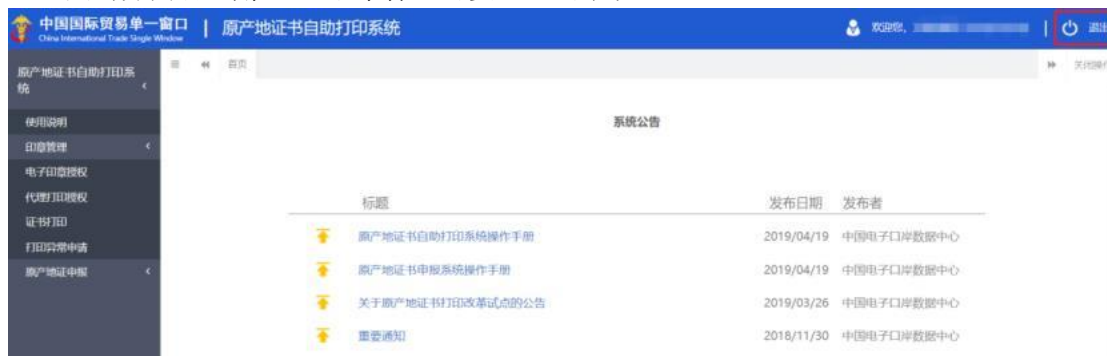 中国国际贸易单一窗口 | 原产地证书自助打印系统
欢迎您,
退出
China International Trade Single Window
原产地证书自助打印系统
首页
关闭操作
使用说明
系统公告
印章管理
电子印章授权
代理打印授权
标题 发布日期 发布者
证书打印
原产地证书自助打印系统操作手册 2019/04/19 中国电子口岸数据中心
打印异常申请
原产地证书申报系统操作手册 2019/04/19 中国电子口岸数据中心
原产地证申报
关于原产地证书打印改革试点的公告 2019/03/26 中国电子口岸数据中心
重要通知 2018/11/30 中国电子口岸数据中心